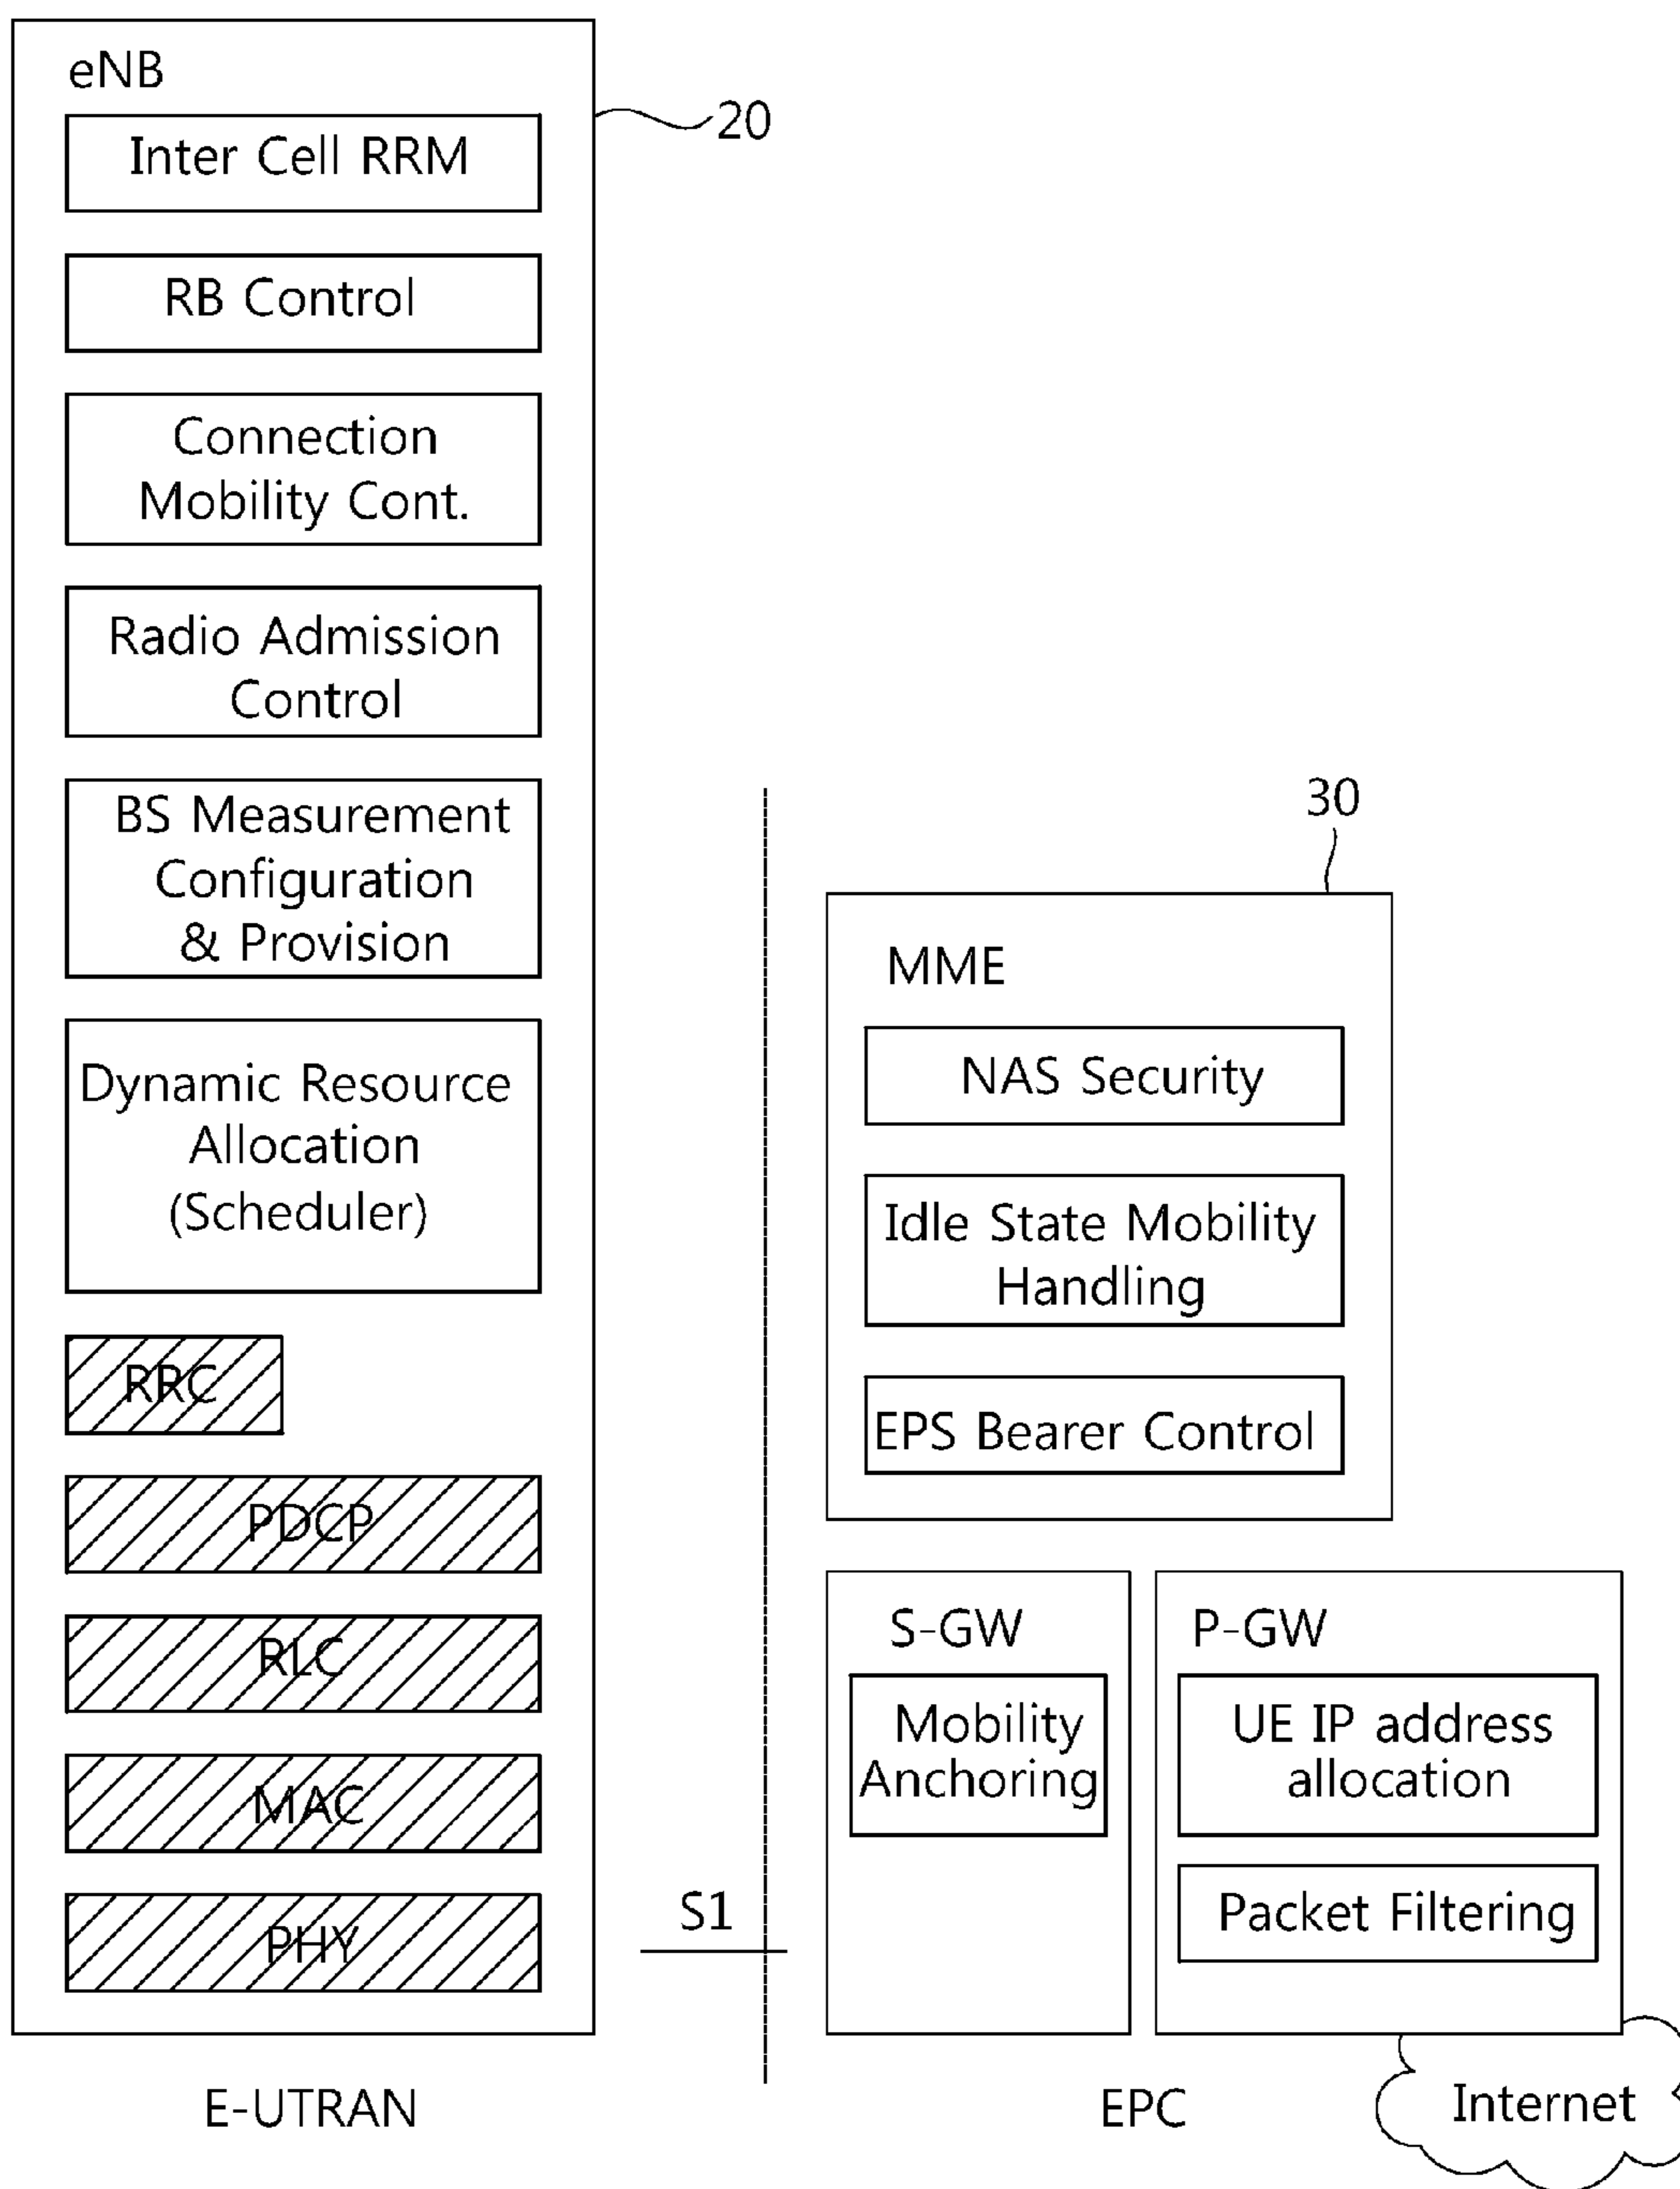 eNB
20
Inter Cell RRM
RB Control
Connection
Mobility Cont.
Radio Admission
Control
BS Measurement
Configuration
& Provision
Dynamic Resource
Allocation
(Scheduler)
RRC
PDCP
RLC
MAC
PHY
E-UTRAN
S1
30
MME
NAS Security
Idle State Mobility
Handling
EPS Bearer Control
S-GW
Mobility
Anchoring
P-GW
UE IP address
allocation
Packet Filtering
EPC
Internet